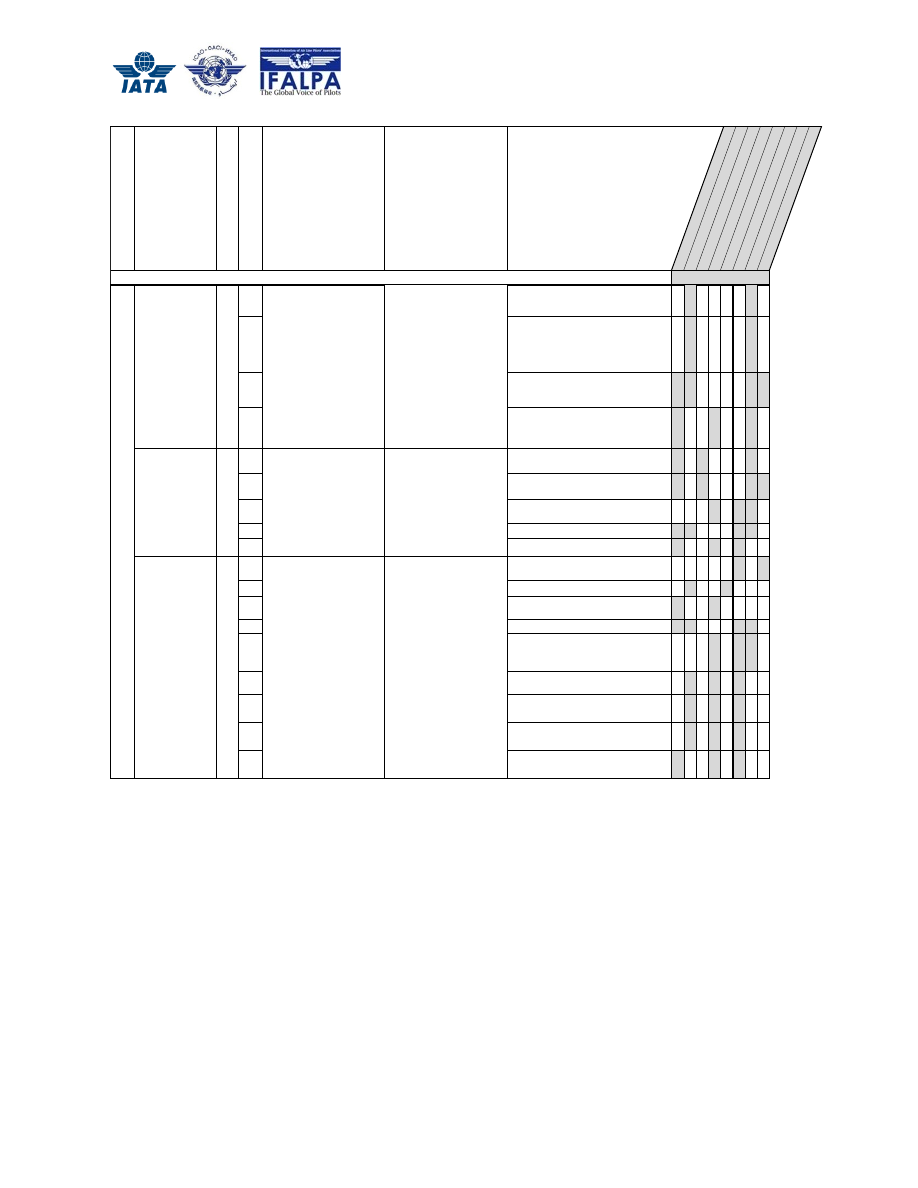 IATA
ICAO · OACI · ИКАО
International Federation of Air Line Pilots' Associations
IFALPA
The Global Voice of Pilots